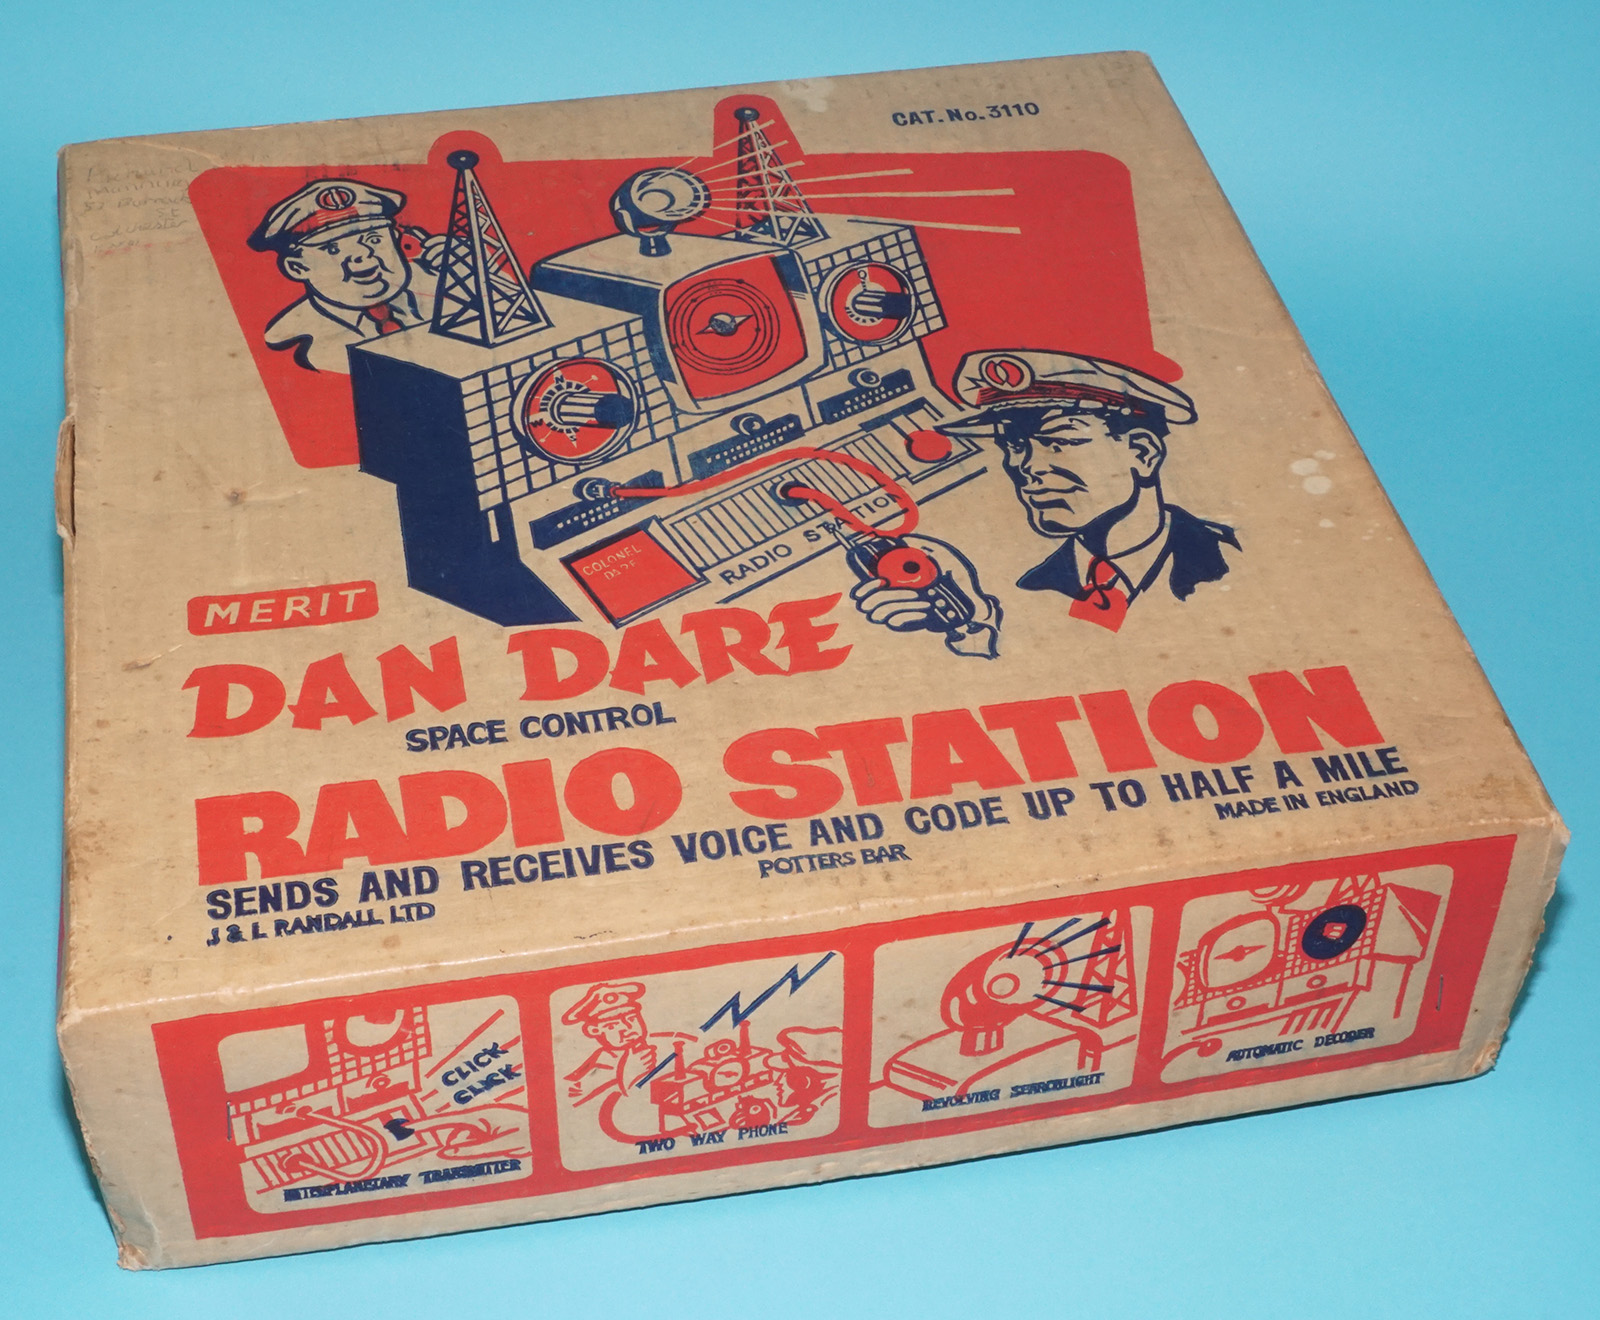 CAT. No. 3110
COLONEL
DARE
RADIO STATION
MERIT
DAN DARE
SPACE CONTROL
RADIO STATION
SENDS AND RECEIVES VOICE AND CODE UP TO HALF A MILE
J & L RANDALL LTD
POTTERS BAR
MADE IN ENGLAND
CLICK
CLICK
INTERPLANETARY TRANSMITTER
TWO WAY PHONE
REVOLVING SEARCHLIGHT
AUTOMATIC DECODER